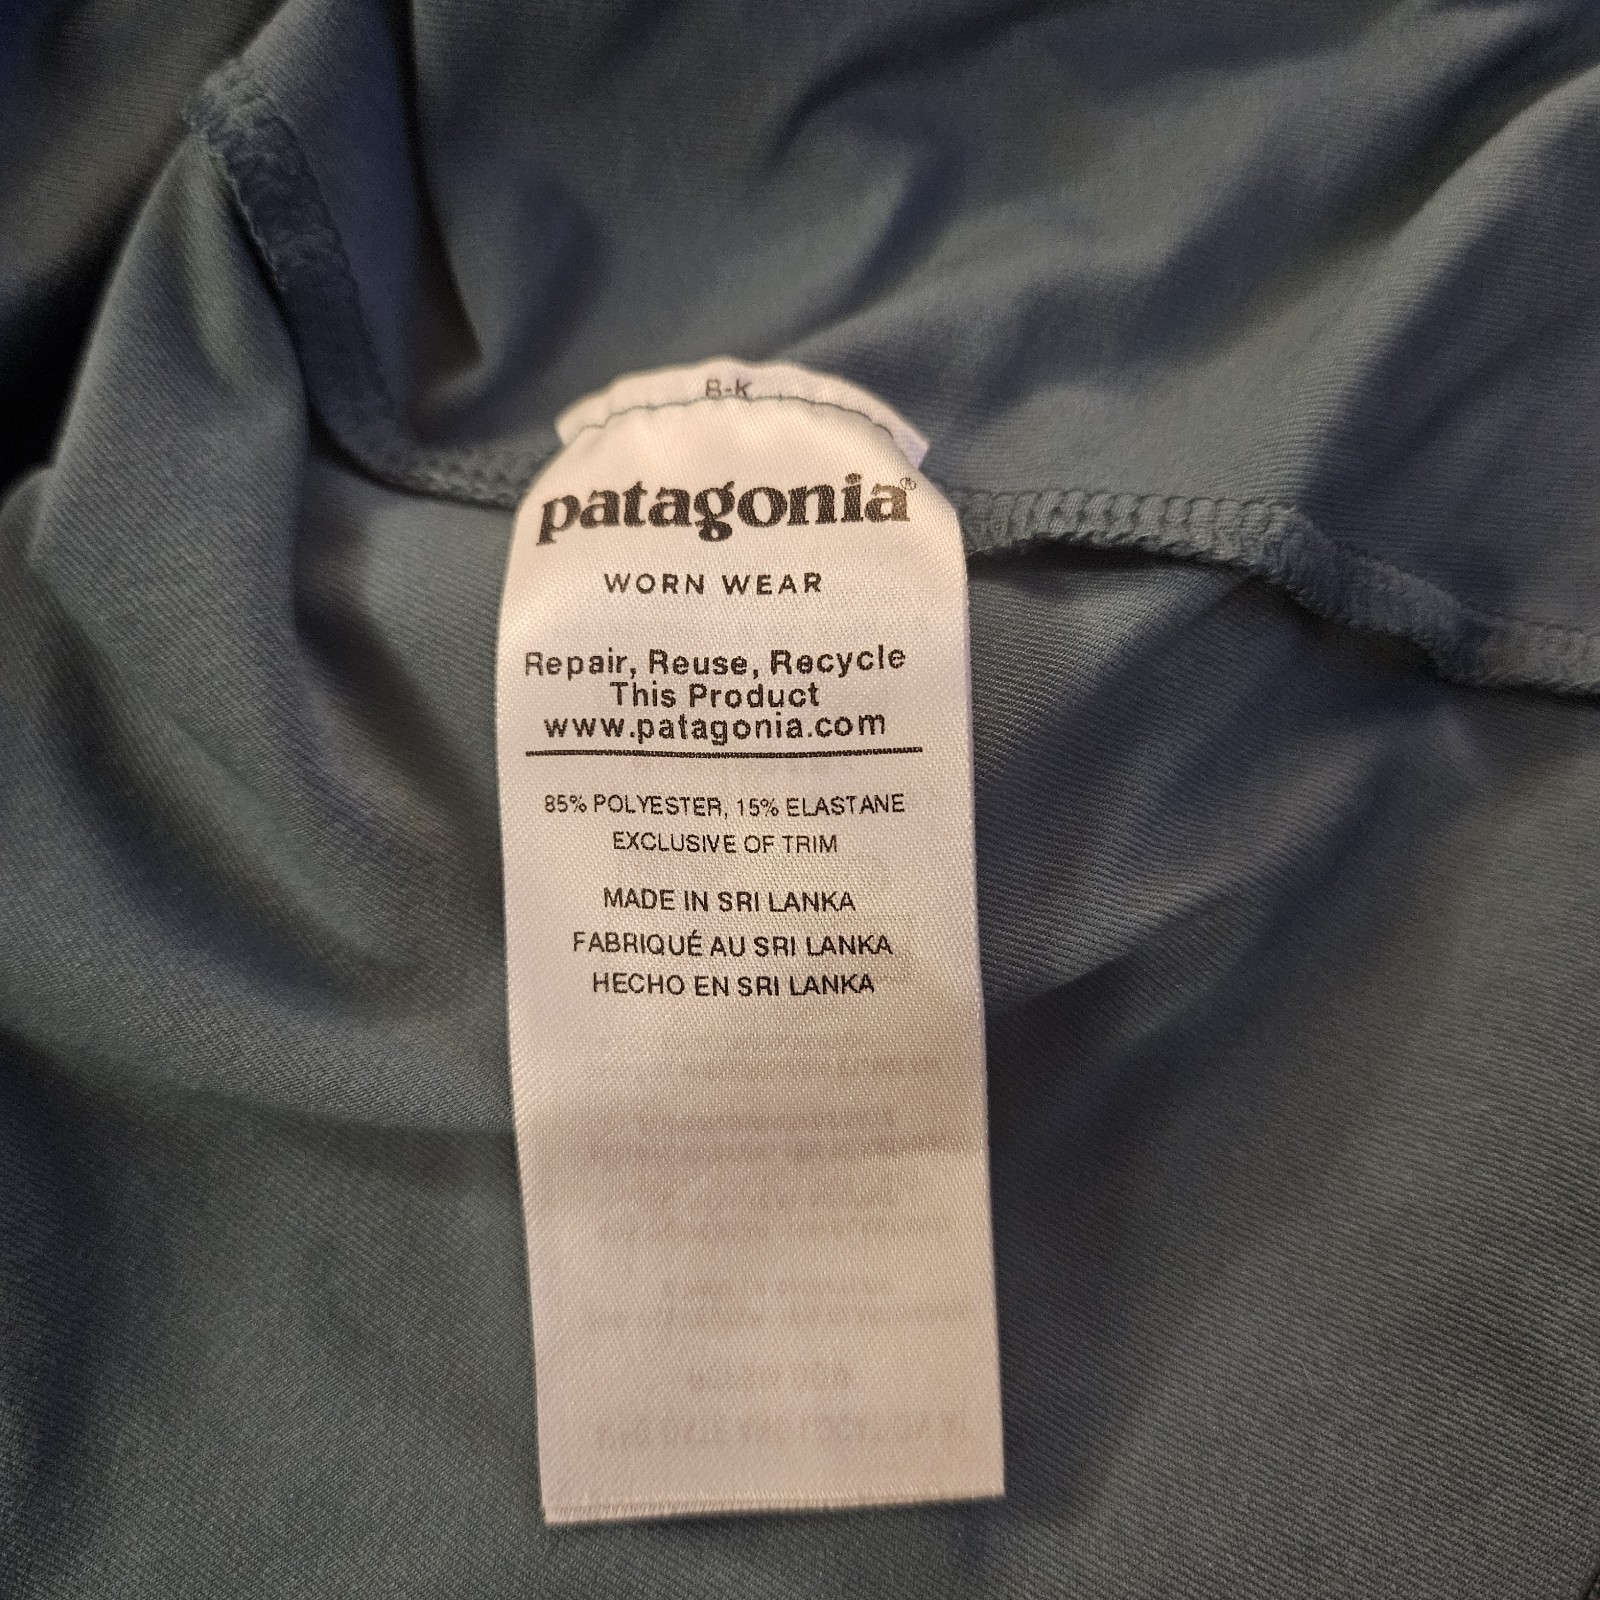 B-K
patagonia®
WORN WEAR
Repair, Reuse, Recycle
This Product
www.patagonia.com
85% POLYESTER, 15% ELASTANE
EXCLUSIVE OF TRIM
MADE IN SRI LANKA
FABRIQUÉ AU SRI LANKA
HECHO EN SRI LANKA